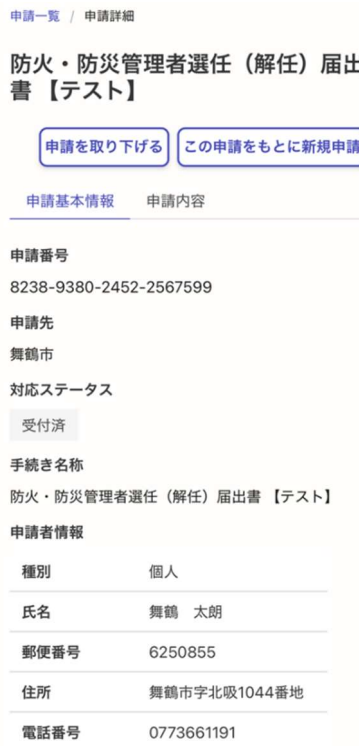 申請一覧 / 申請詳細
防火・防災管理者選任（解任）届出
書 【テスト】
申請を取り下げる この申請をもとに新規申請
申請基本情報 申請内容
申請番号
8238-9380-2452-2567599
申請先
舞鶴市
対応ステータス
受付済
手続き名称
防火・防災管理者選任（解任）届出書 【テスト】
申請者情報
種別 個人
氏名 舞鶴 太朗
郵便番号 6250855
住所 舞鶴市字北吸1044番地
電話番号 0773661191